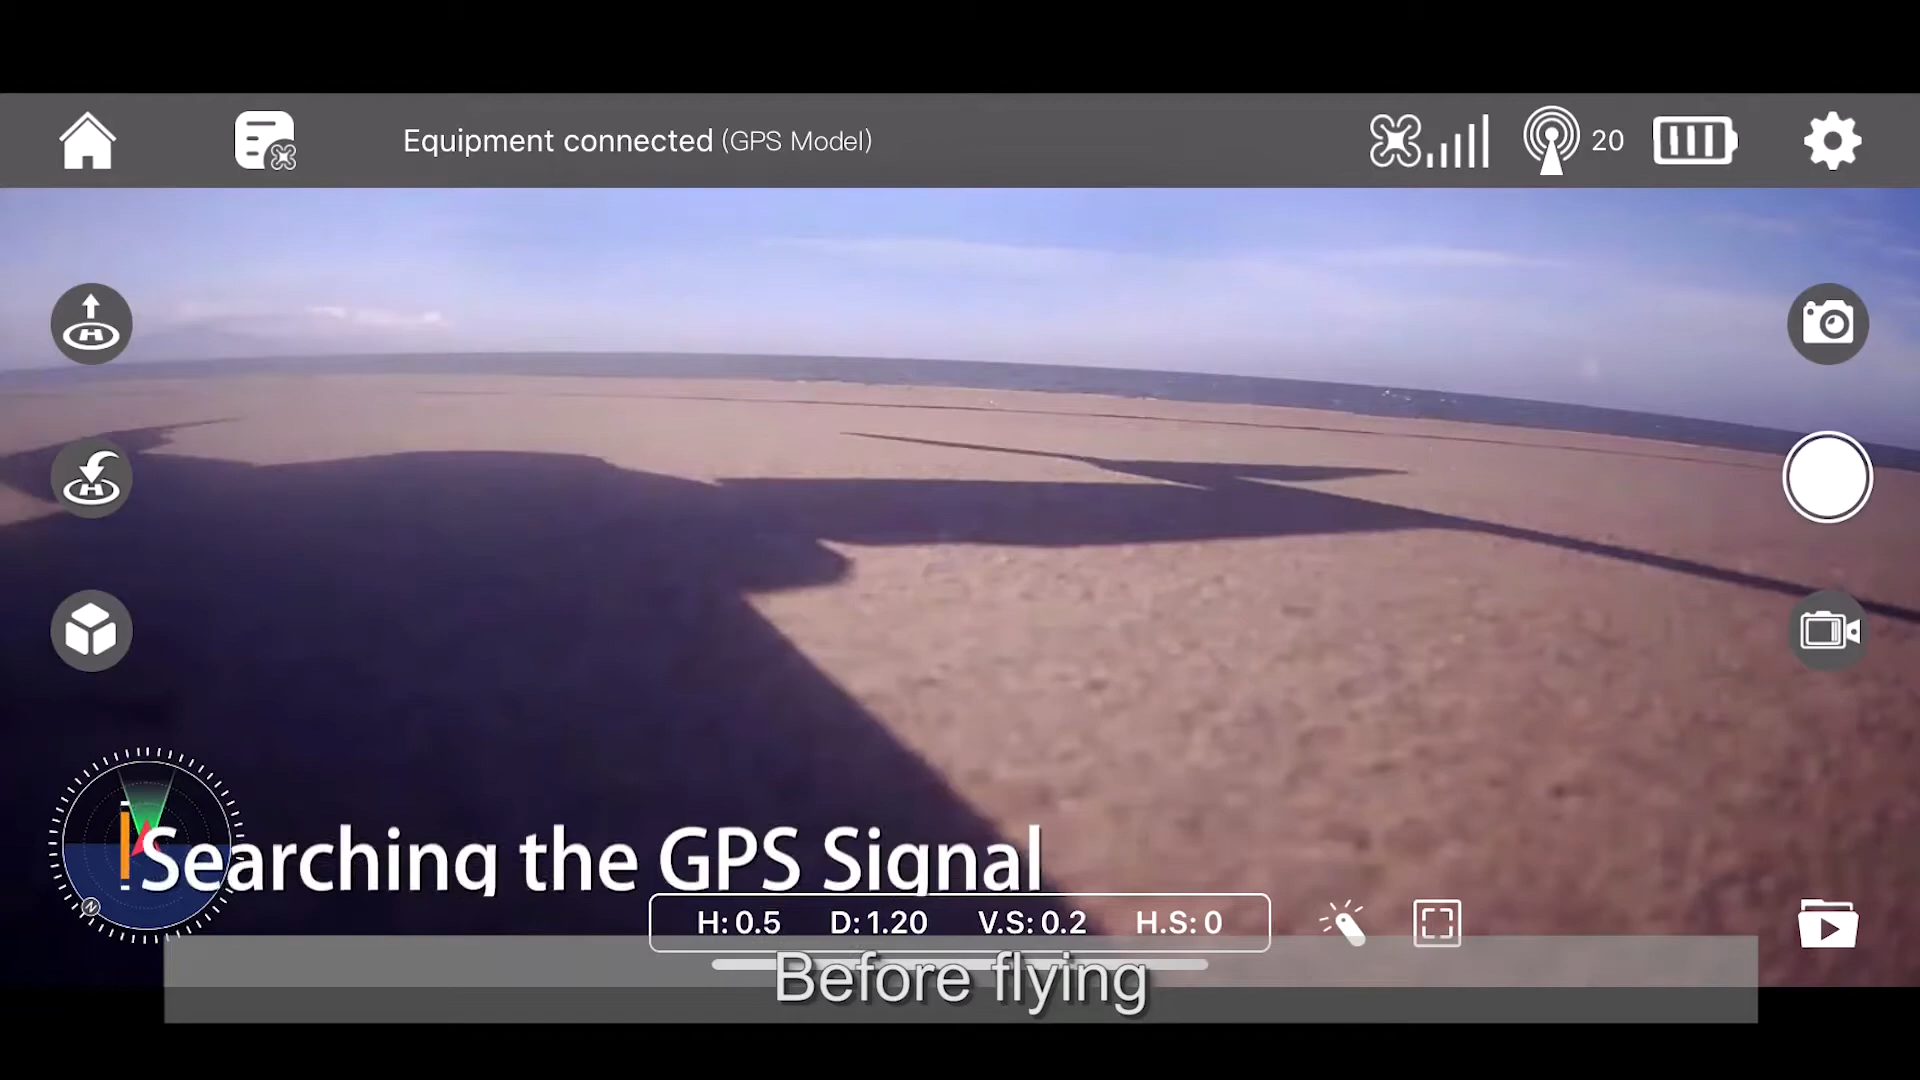 Equipment connected (GPS Model)
20
H
H
Searching the GPS Signal
N
H: 0.5 D: 1.20 V.S: 0.2 H.S: 0
Before flying